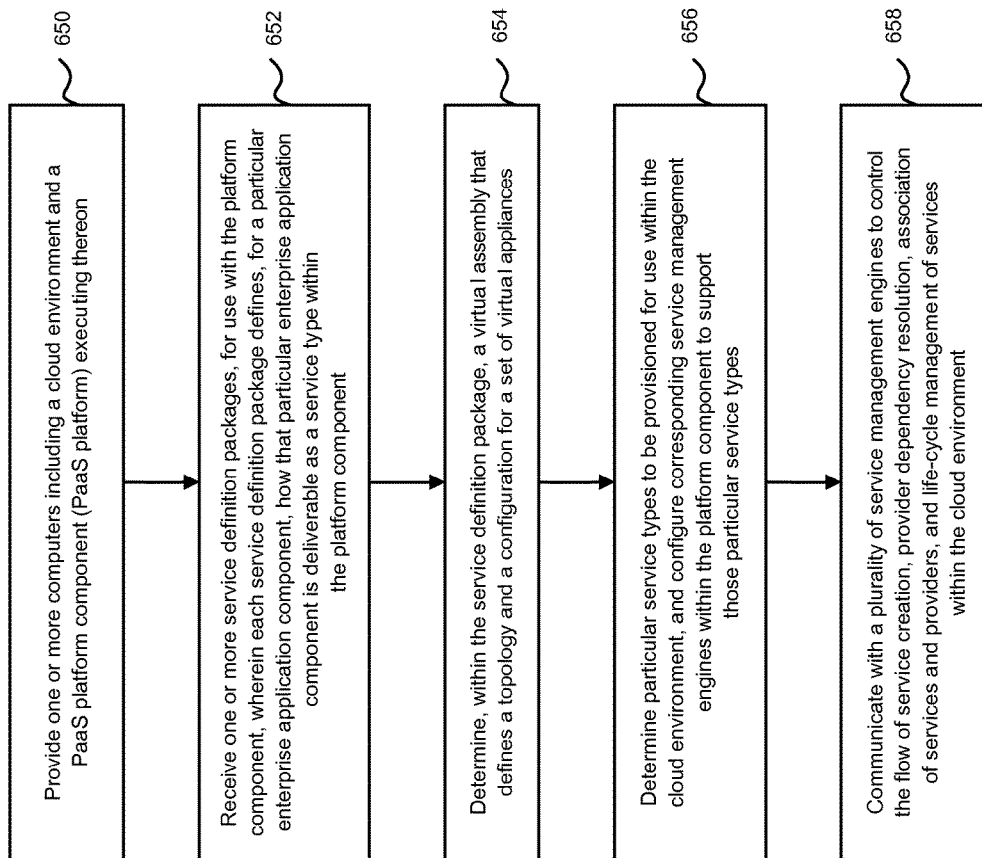 Provide one or more computers including a cloud environment and a
PaaS platform component (PaaS platform) executing thereon
650
Receive one or more service definition packages, for use with the platform
component, wherein each service definition package defines, for a particular
enterprise application component, how that particular enterprise application
component is deliverable as a service type within
the platform component
652
Determine, within the service definition package, a virtual assembly that
defines a topology and a configuration for a set of virtual appliances
654
Determine particular service types to be provisioned for use within the
cloud environment, and configure corresponding service management
engines within the platform component to support
those particular service types
656
Communicate with a plurality of service management engines to control
the flow of service creation, provider dependency resolution, association
of services and providers, and life-cycle management of services
within the cloud environment
658